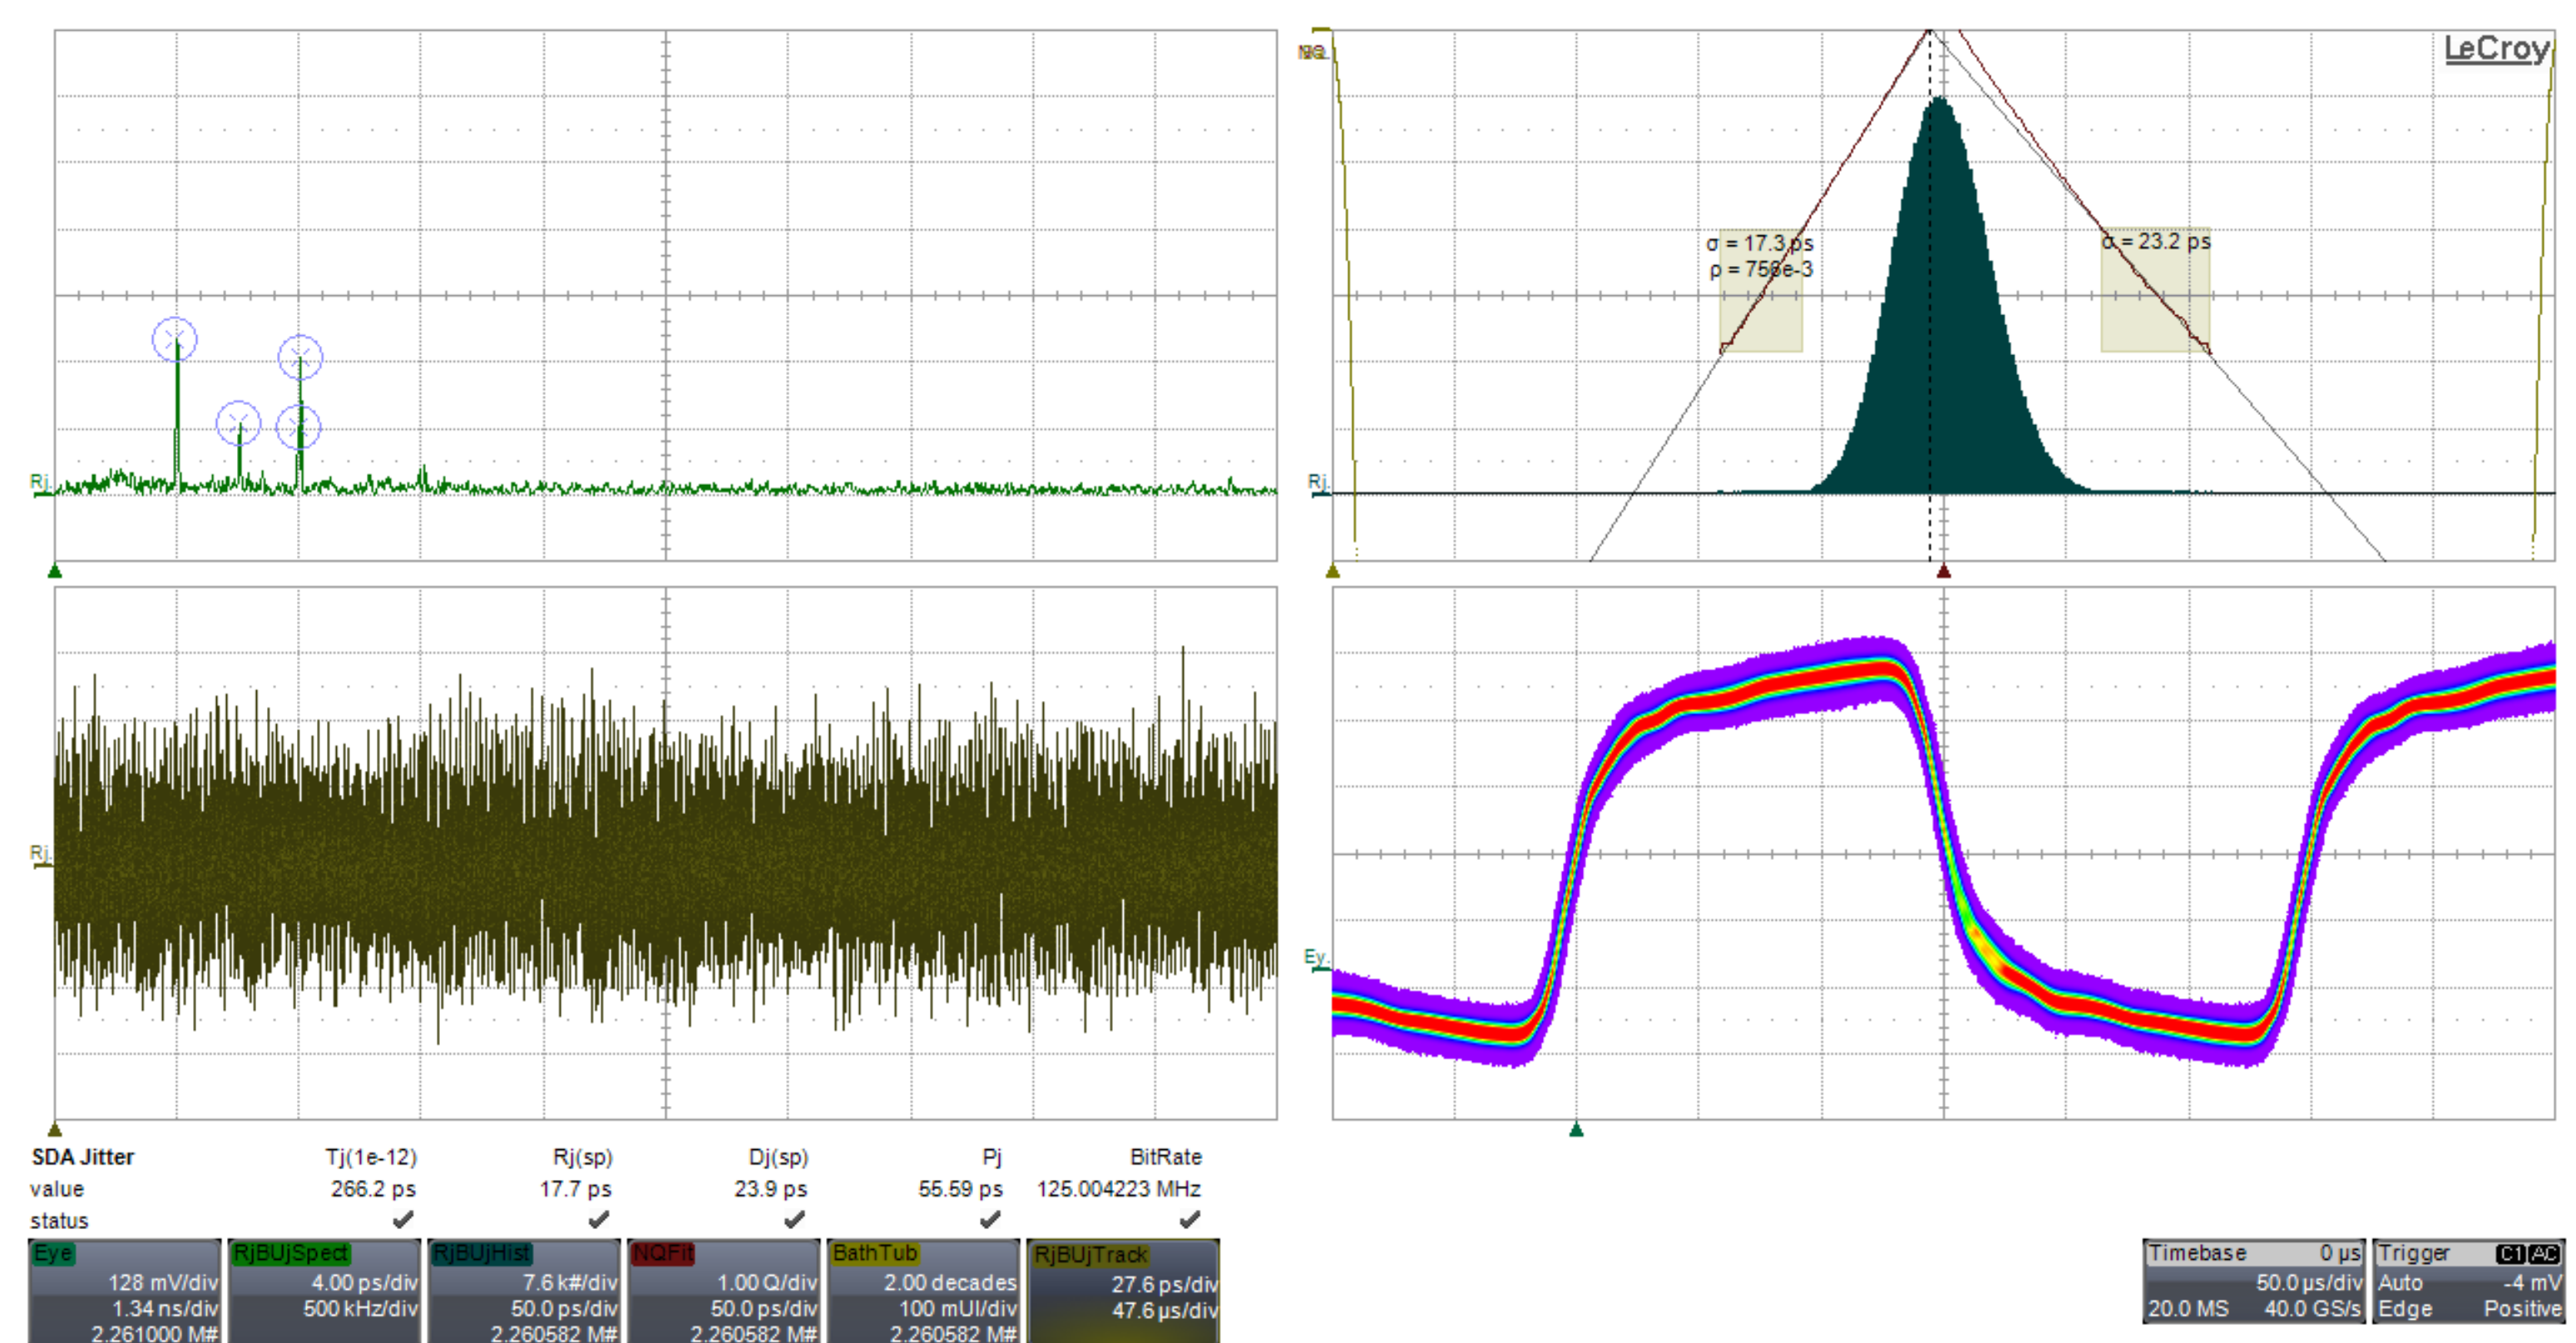 LeCroy
σ = 17.3 ps
ρ = 756e-3
σ = 23.2 ps
Rj.
Rj.
Rj.
Ey.
SDA Jitter Tj(1e-12) Rj(sp) Dj(sp) Pj BitRate
value 266.2 ps 17.7 ps 23.9 ps 55.59 ps 125.004223 MHz
status
Eye RjBUjSpect RjBUjHist NQFit BathTub RjBUjTrack
128 mV/div 4.00 ps/div 7.6 k#/div 1.00 Q/div 2.00 decades 27.6 ps/div
1.34 ns/div 500 kHz/div 50.0 ps/div 50.0 ps/div 100 mUI/div 47.6 µs/div
2.261000 M# 2.260582 M# 2.260582 M# 2.260582 M#
Timebase 0 µs Trigger C1 AC
50.0 µs/div Auto -4 mV
20.0 MS 40.0 GS/s Edge Positive